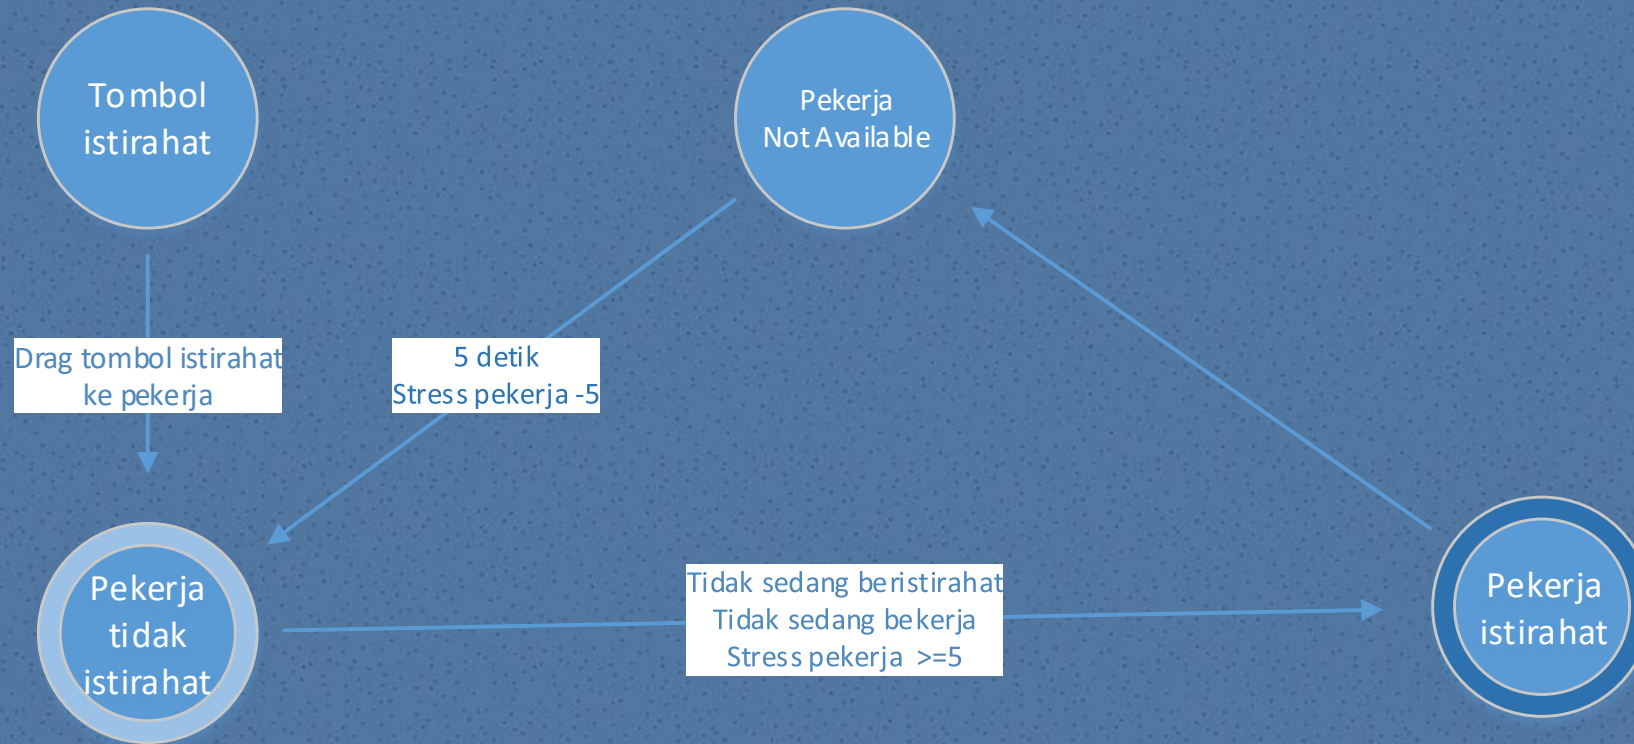 Tombol
istirahat
Pekerja
Not Available
Drag tombol istirahat
ke pekerja
5 detik
Stress pekerja -5
Pekerja
tidak
istirahat
Tidak sedang beristirahat
Tidak sedang bekerja
Stress pekerja >=5
Pekerja
istirahat